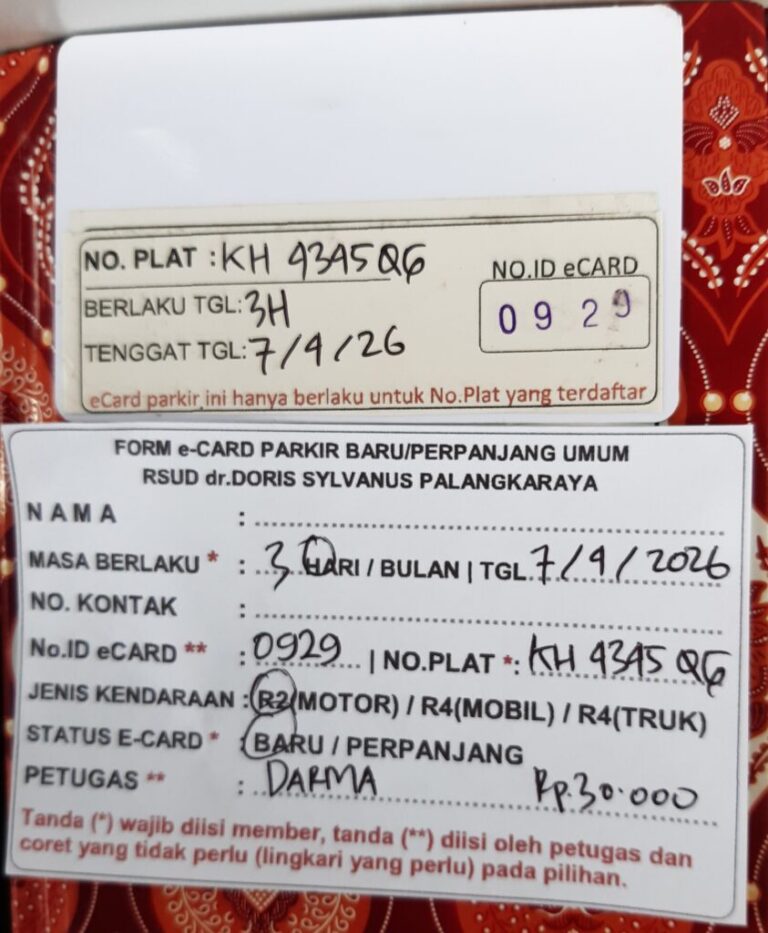 NO. PLAT : KH 4345 QG
NO.ID eCARD
BERLAKU TGL: 3H
0929
TENGGAT TGL: 7/4/26
eCard parkir ini hanya berlaku untuk No.Plat yang terdaftar
FORM e-CARD PARKIR BARU/PERPANJANG UMUM
RSUD dr.DORIS SYLVANUS PALANGKARAYA
NAMA :
MASA BERLAKU * : 3 HARI / BULAN | TGL 7/4/2026
NO. KONTAK :
No.ID eCARD ** : 0929 | NO.PLAT *: KH 4345 QG
JENIS KENDARAAN : R2(MOTOR) / R4(MOBIL) / R4(TRUK)
STATUS E-CARD * : BARU / PERPANJANG
PETUGAS ** : DARMA Rp.30.000
Tanda (*) wajib diisi member, tanda (**) diisi oleh petugas dan
coret yang tidak perlu (lingkari yang perlu) pada pilihan.